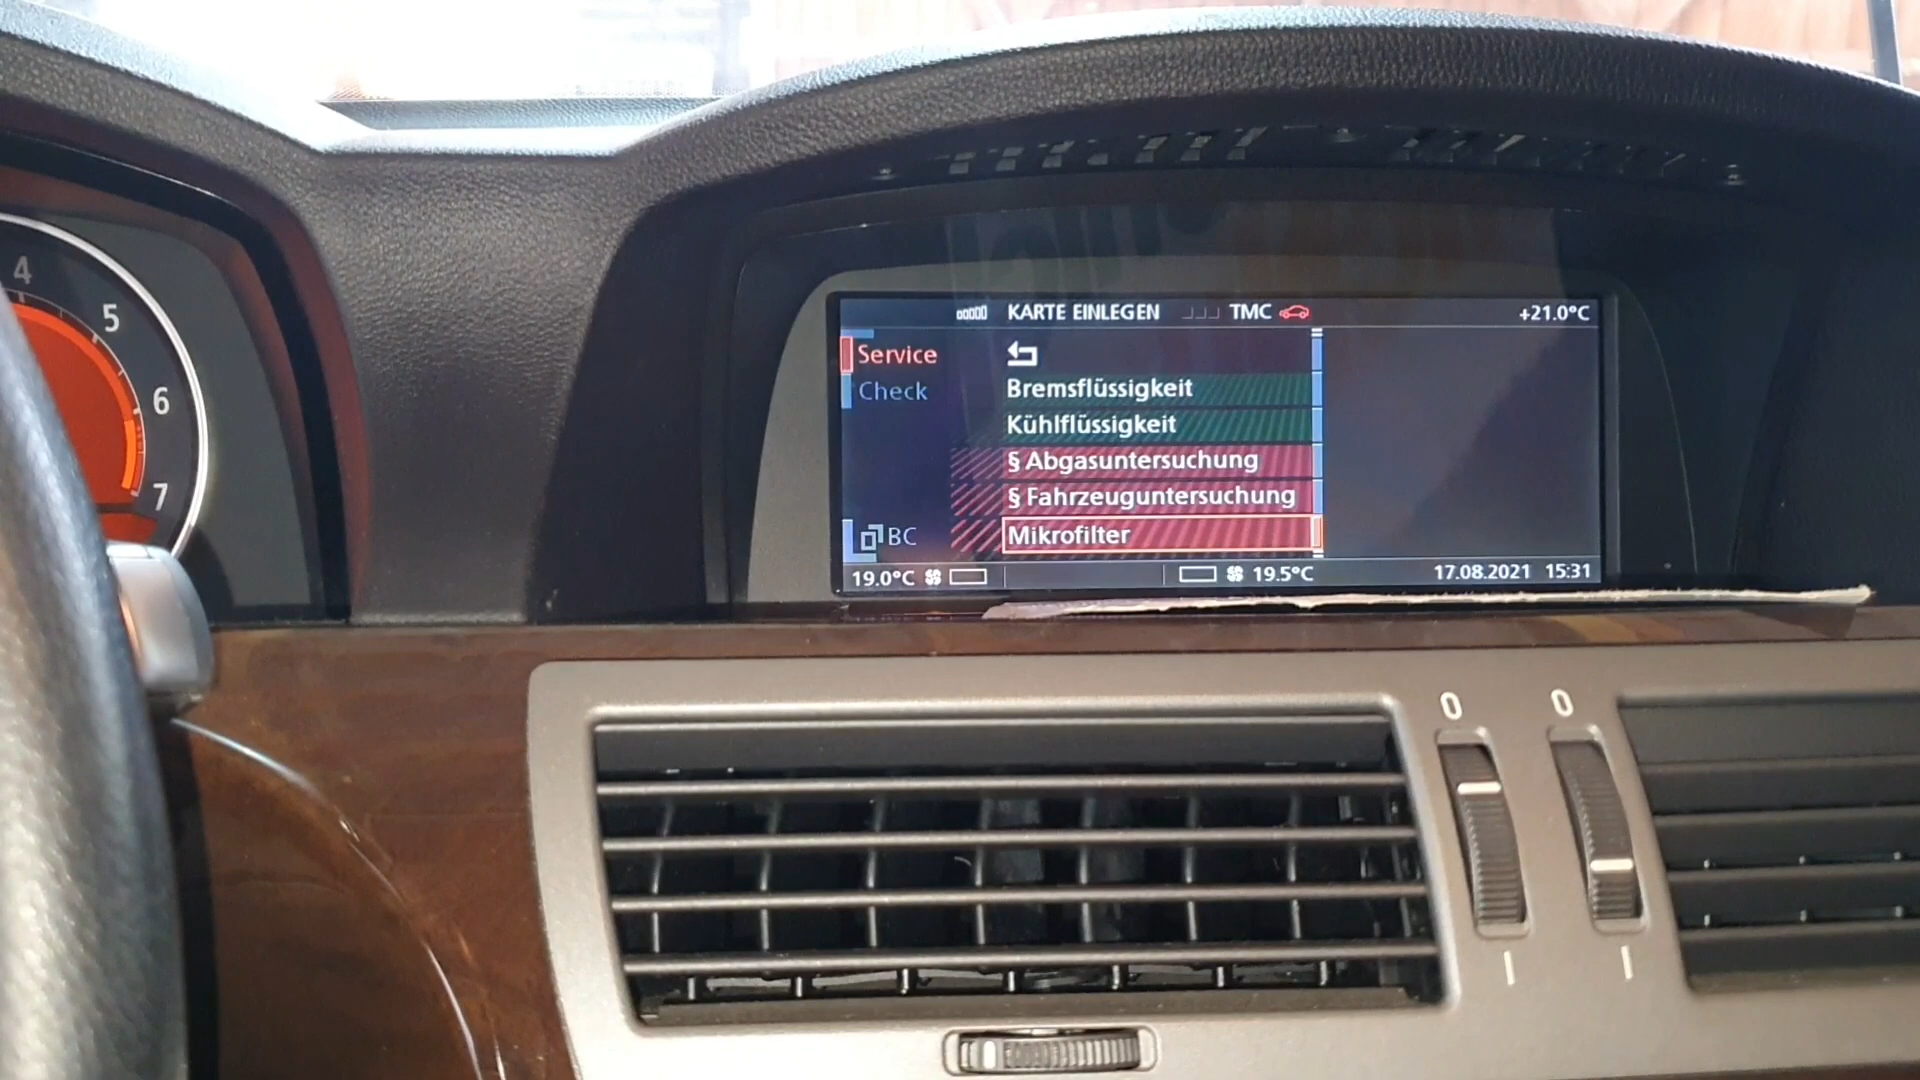 KARTE EINLEGEN TMC +21.0°C
Service
Check
Bremsflüssigkeit
Kühlflüssigkeit
§ Abgasuntersuchung
§ Fahrzeuguntersuchung
Mikrofilter
BC
19.0°C 19.5°C 17.08.2021 15:31
4
5
6
7
0 0